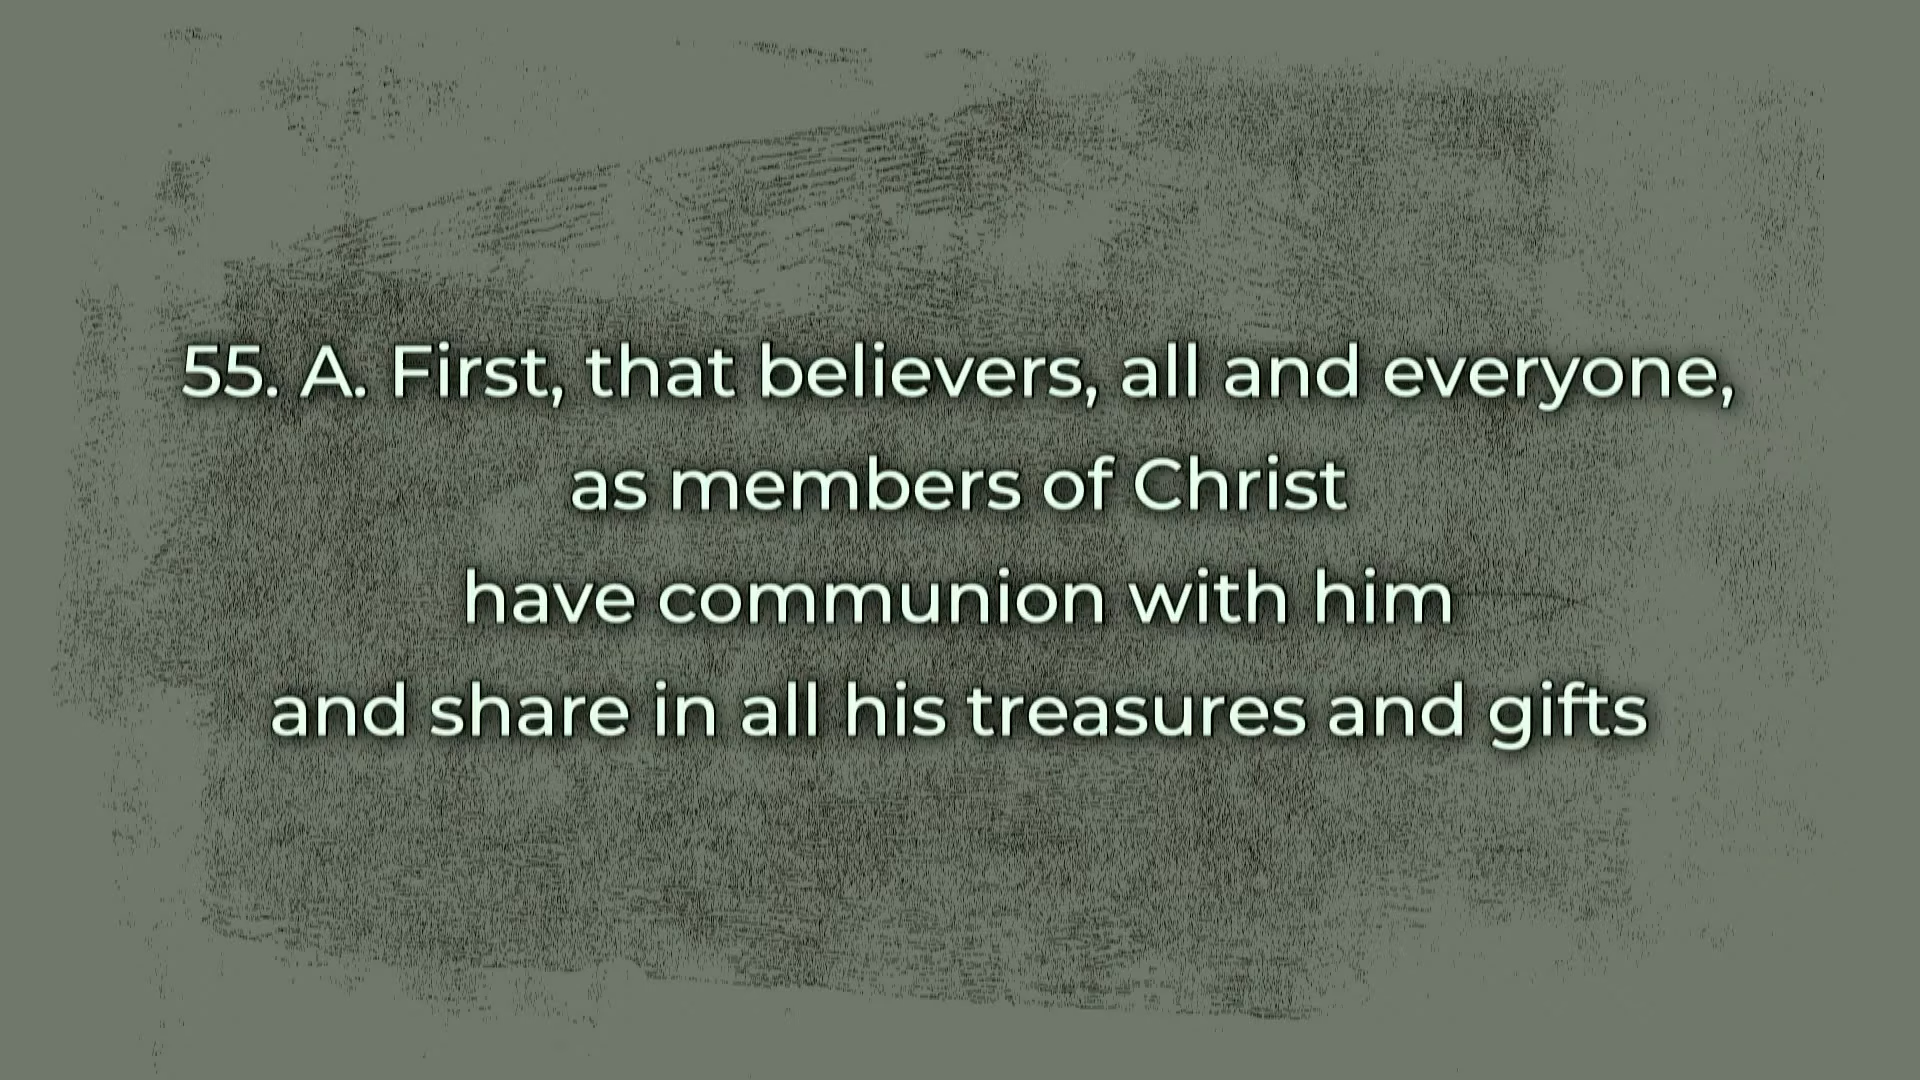 55. A. First, that believers, all and everyone,
as members of Christ
have communion with him
and share in all his treasures and gifts